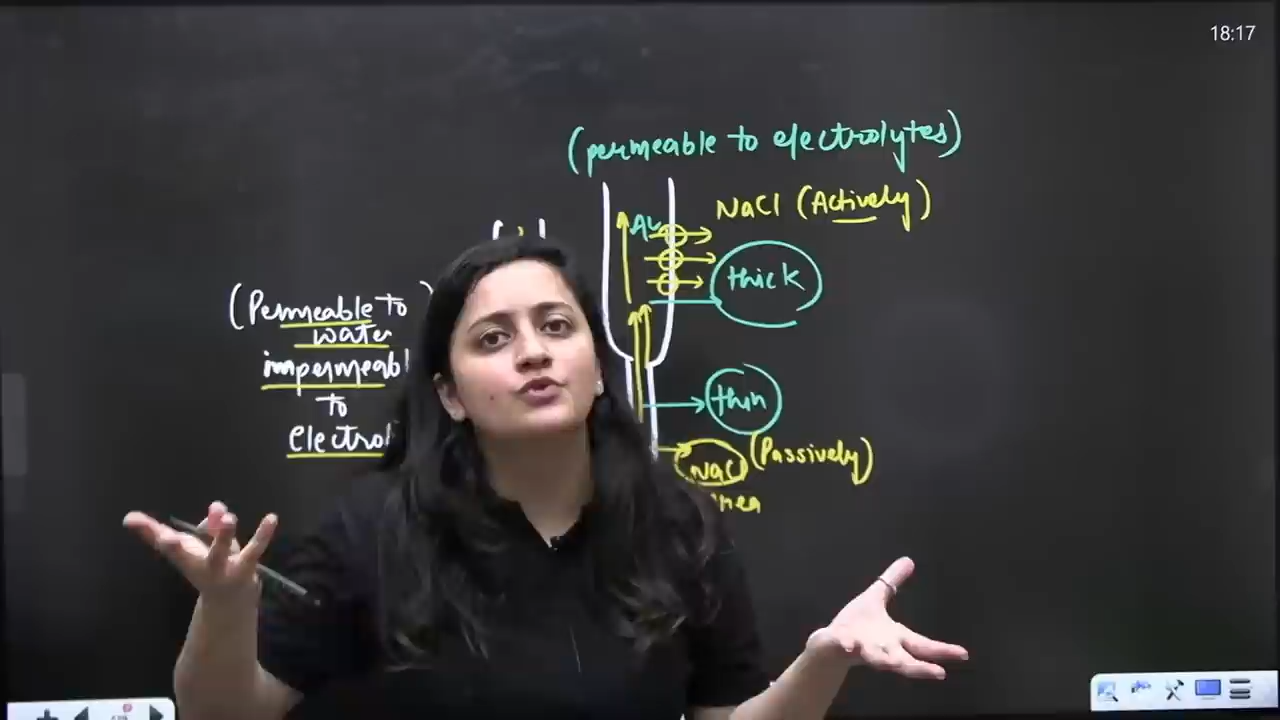 18:17
(permeable to electrolytes)
NaCl (Actively)
thick
(Permeable to
water
impermeabl
to
Electrol
thin
NaCl (Passively)